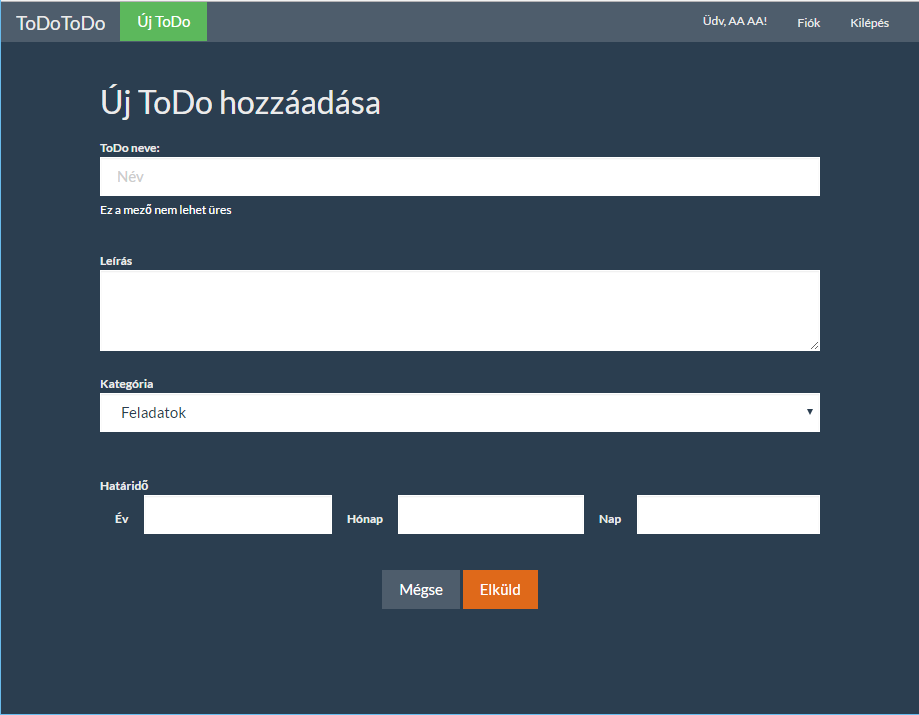 ToDoToDo Új ToDo Üdv, AA AA! Fiók Kilépés
Új ToDo hozzáadása
ToDo neve:
Név
Ez a mező nem lehet üres
Leírás
Kategória
Feladatok
Határidő
Év Hónap Nap
Mégse Elküld